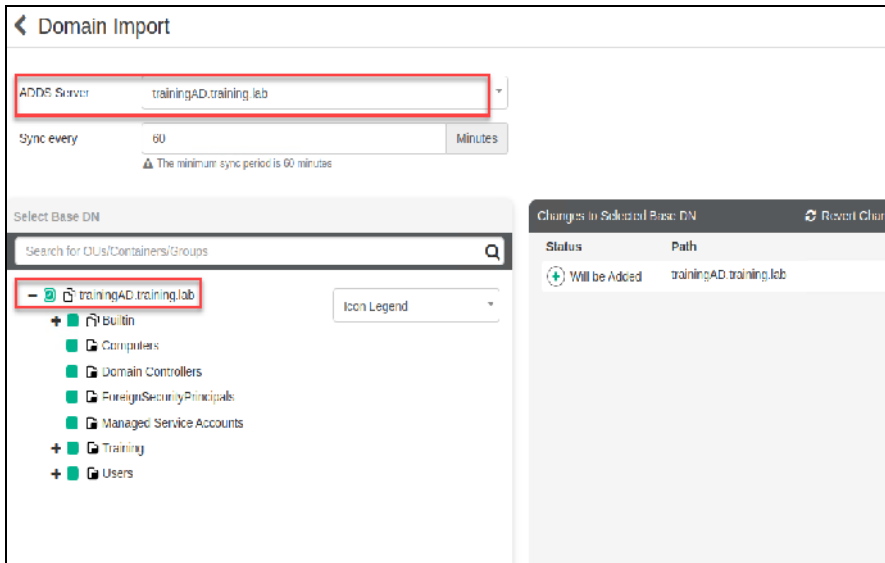 Domain Import
ADDS Server trainingAD.training.lab
Sync every 60 Minutes
The minimum sync period is 60 minutes
Select Base DN
Search for OUs/Containers/Groups
trainingAD.training.lab
Icon Legend
Builtin
Computers
Domain Controllers
ForeignSecurityPrincipals
Managed Service Accounts
Training
Users
Changes to Selected Base DN Revert Chan
Status Path
Will be Added trainingAD.training.lab